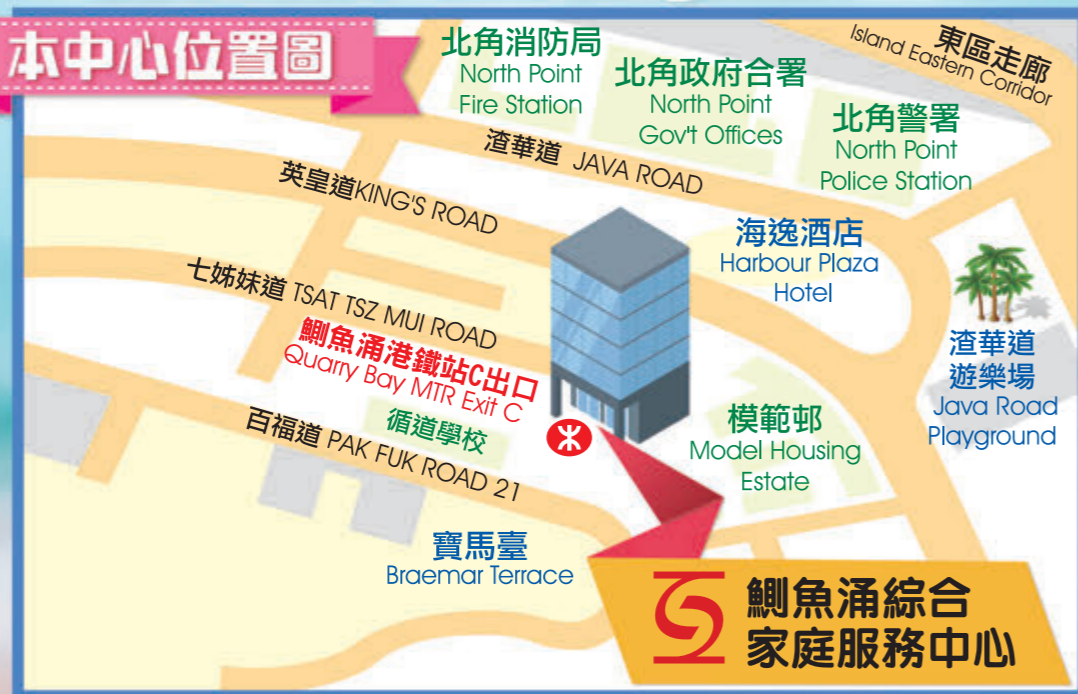 本中心位置圖
北角消防局
North Point
Fire Station
北角政府合署
North Point
Gov't Offices
東區走廊
Island Eastern Corridor
北角警署
North Point
Police Station
渣華道 JAVA ROAD
英皇道KING'S ROAD
海逸酒店
Harbour Plaza
Hotel
七姊妹道 TSAT TSZ MUI ROAD
鰂魚涌港鐵站C出口
Quarry Bay MTR Exit C
渣華道
遊樂場
Java Road
Playground
循道學校
模範邨
Model Housing
Estate
百福道 PAK FUK ROAD 21
寶馬臺
Braemar Terrace
鰂魚涌綜合
家庭服務中心